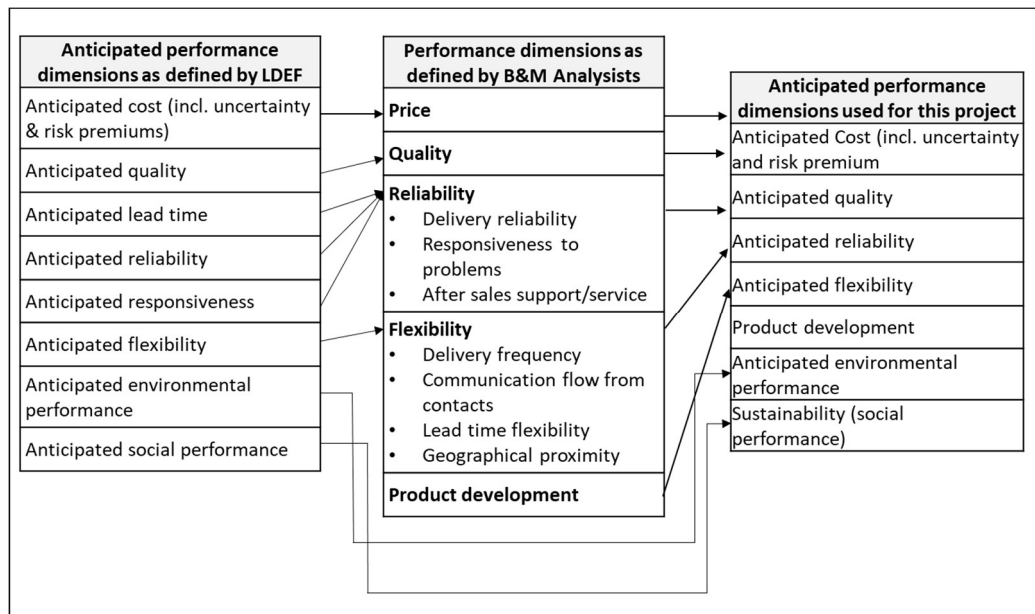 Anticipated performance
dimensions as defined by LDEF
Anticipated cost (incl. uncertainty
& risk premiums)
Anticipated quality
Anticipated lead time
Anticipated reliability
Anticipated responsiveness
Anticipated flexibility
Anticipated environmental
performance
Anticipated social performance
Performance dimensions as
defined by B&M Analysists
Price
Quality
Reliability
• Delivery reliability
• Responsiveness to
problems
• After sales support/service
Flexibility
• Delivery frequency
• Communication flow from
contacts
• Lead time flexibility
• Geographical proximity
Product development
Anticipated performance
dimensions used for this project
Anticipated Cost (incl. uncertainty
and risk premium
Anticipated quality
Anticipated reliability
Anticipated flexibility
Product development
Anticipated environmental
performance
Sustainability (social
performance)